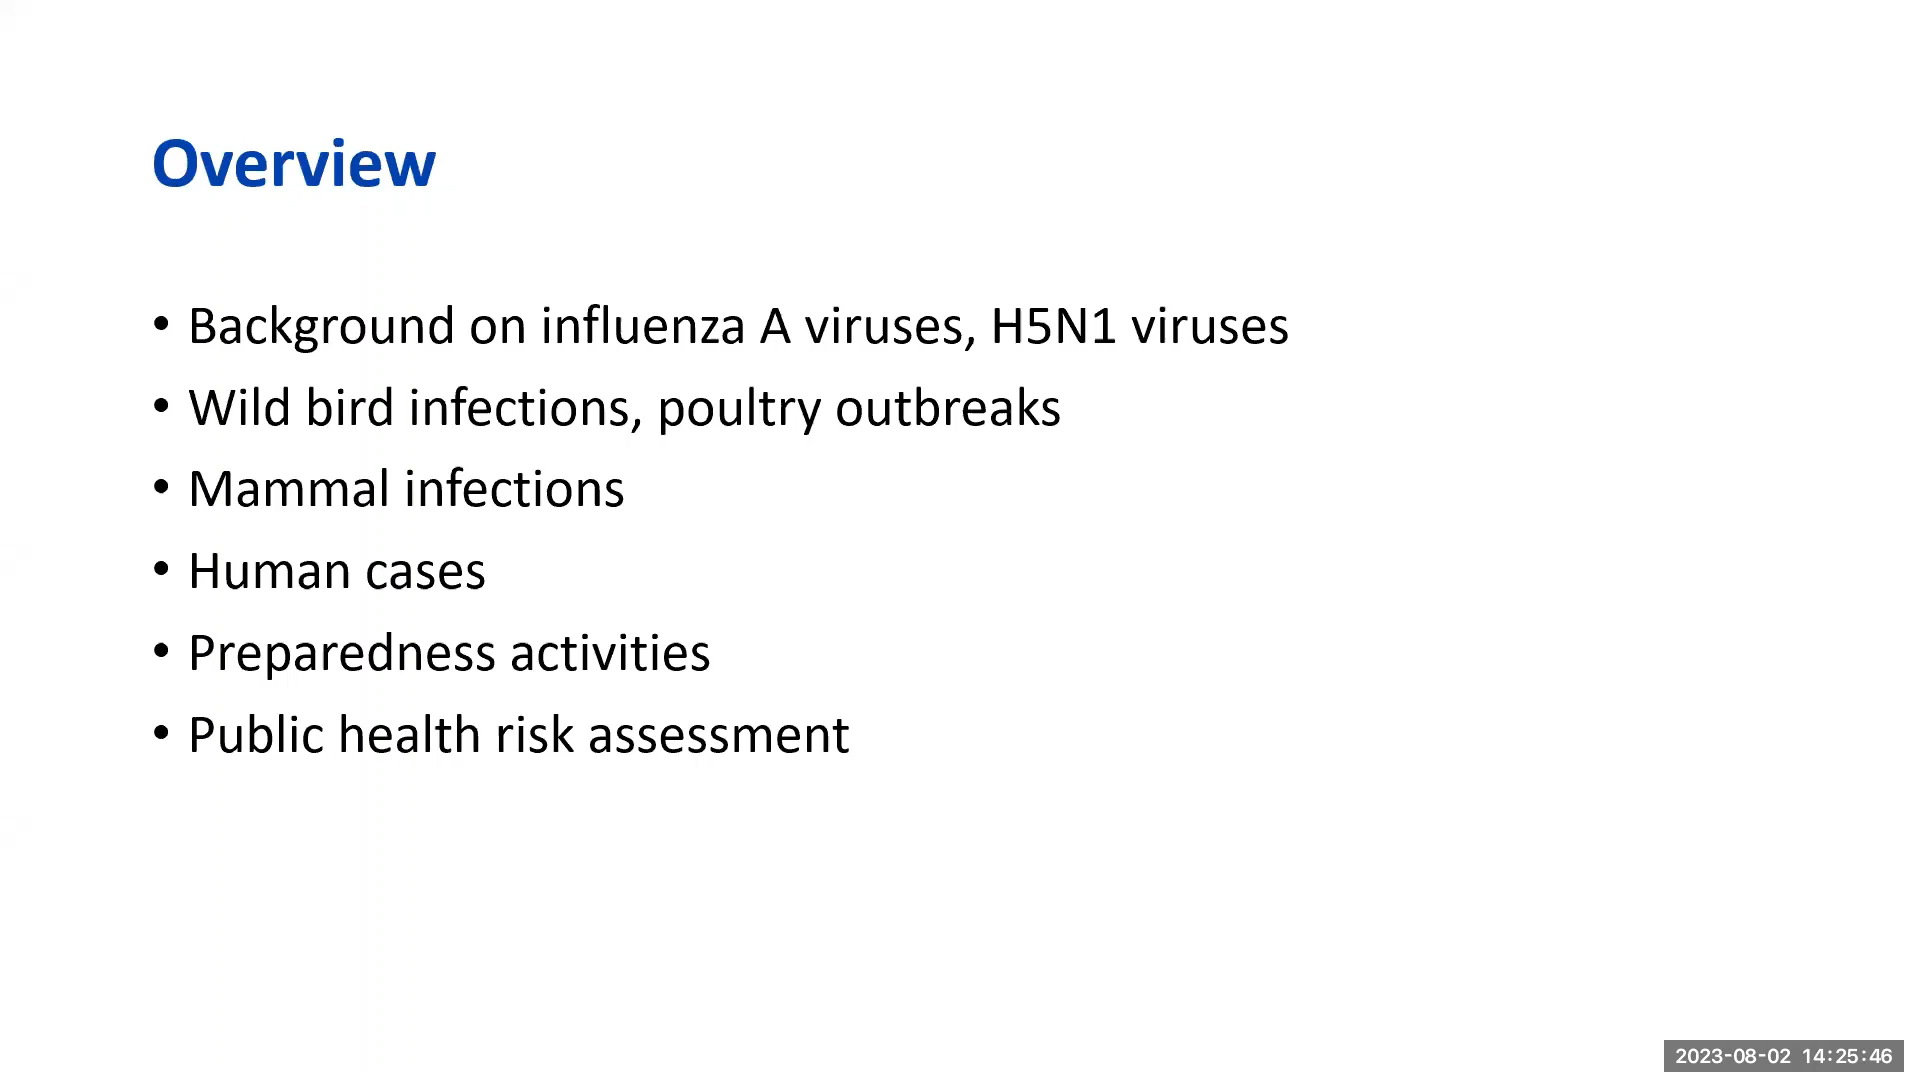 Overview
• Background on influenza A viruses, H5N1 viruses
• Wild bird infections, poultry outbreaks
• Mammal infections
• Human cases
• Preparedness activities
• Public health risk assessment
2023-08-02 14:25:46